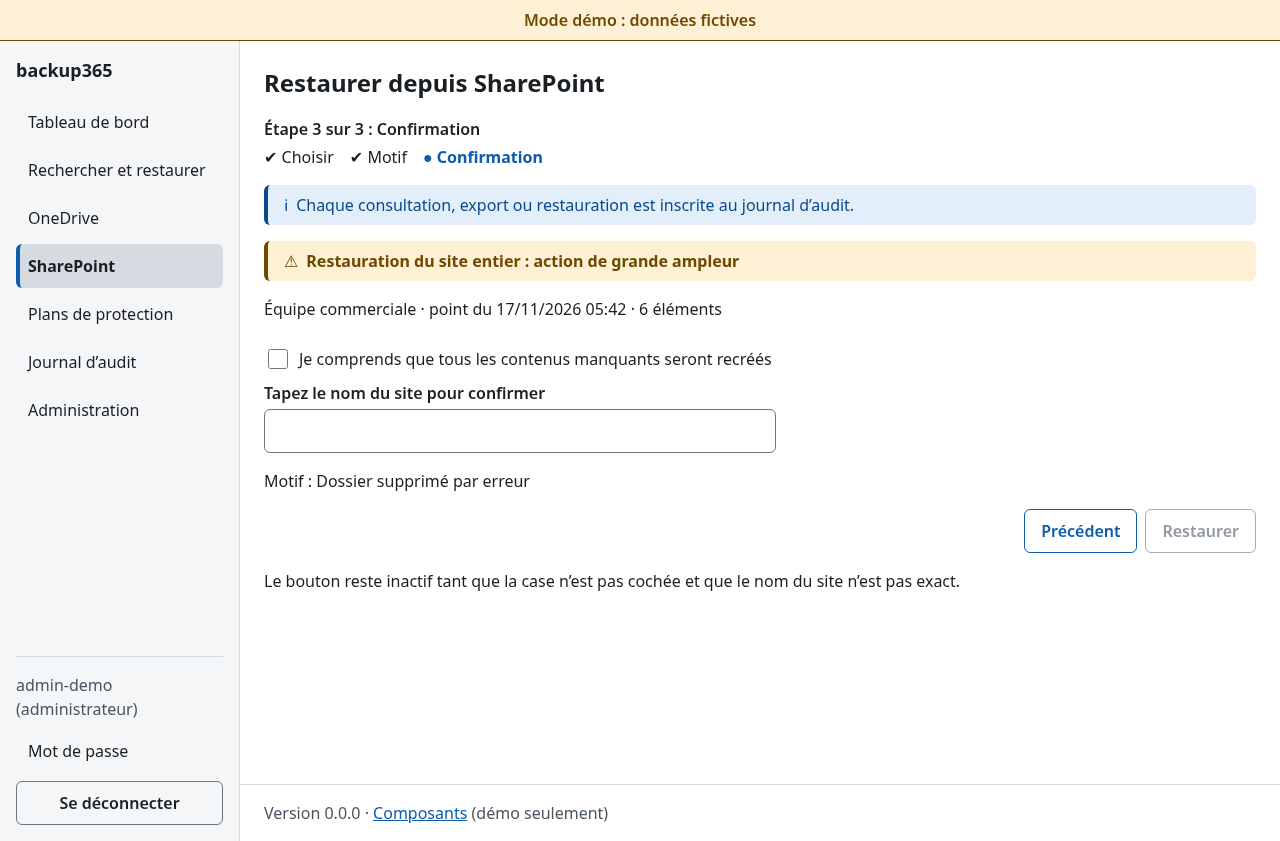 Mode démo : données fictives
backup365
Tableau de bord
Rechercher et restaurer
OneDrive
SharePoint
Plans de protection
Journal d’audit
Administration
admin-demo
(administrateur)
Mot de passe
Se déconnecter
Restaurer depuis SharePoint
Étape 3 sur 3 : Confirmation
✔ Choisir ✔ Motif ● Confirmation
i Chaque consultation, export ou restauration est inscrite au journal d’audit.
⚠ Restauration du site entier : action de grande ampleur
Équipe commerciale · point du 17/11/2026 05:42 · 6 éléments
Je comprends que tous les contenus manquants seront recréés
Tapez le nom du site pour confirmer
Motif : Dossier supprimé par erreur
Précédent
Restaurer
Le bouton reste inactif tant que la case n’est pas cochée et que le nom du site n’est pas exact.
Version 0.0.0 · Composants (démo seulement)